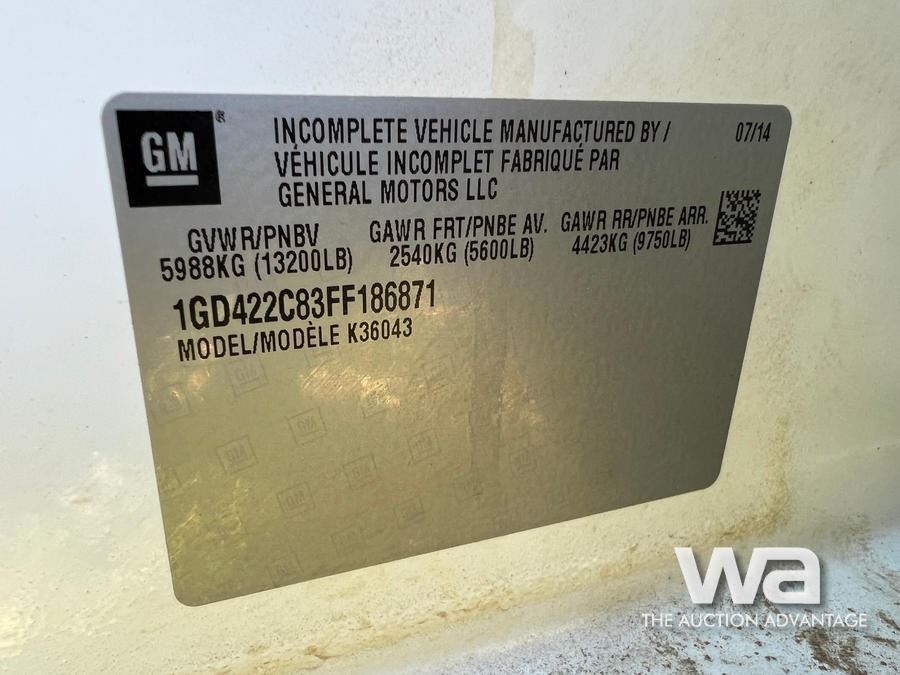 GM®
INCOMPLETE VEHICLE MANUFACTURED BY /
VÉHICULE INCOMPLET FABRIQUÉ PAR
GENERAL MOTORS LLC
07/14
GVWR/PNBV
5988KG (13200LB)
GAWR FRT/PNBE AV.
2540KG (5600LB)
GAWR RR/PNBE ARR.
4423KG (9750LB)
1GD422C83FF186871
MODEL/MODÈLE K36043
wa
THE AUCTION ADVANTAGE